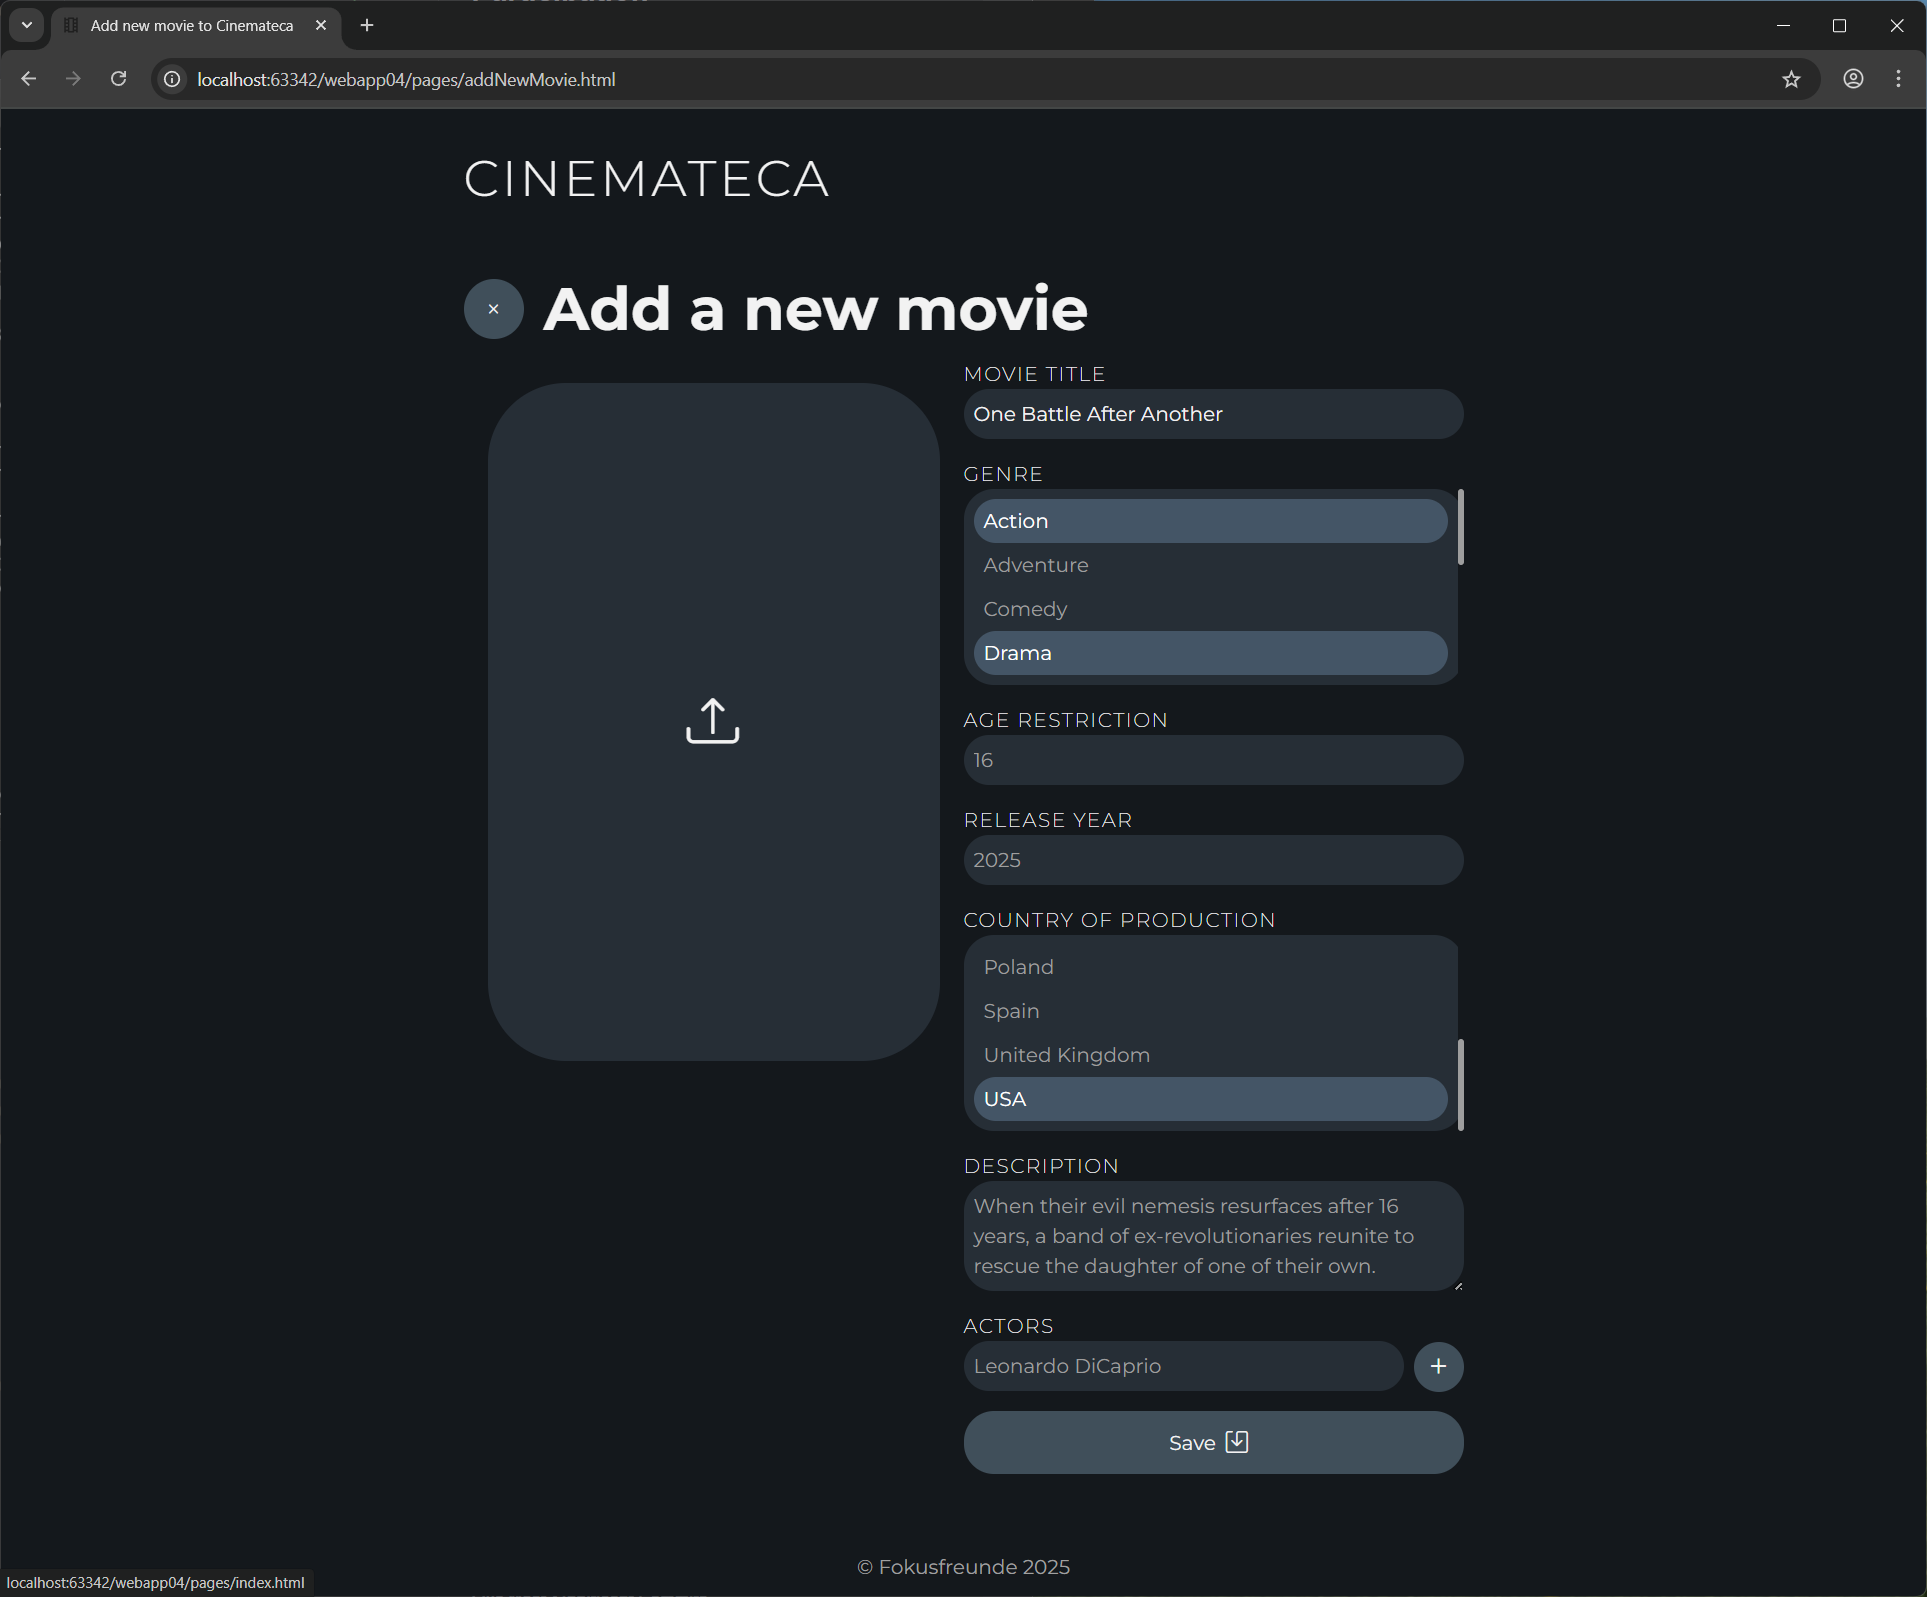 Add new movie to Cinemateca
localhost:63342/webapp04/pages/addNewMovie.html
CINEMATECA
× Add a new movie
MOVIE TITLE
One Battle After Another
GENRE
Action
Adventure
Comedy
Drama
AGE RESTRICTION
16
RELEASE YEAR
2025
COUNTRY OF PRODUCTION
Poland
Spain
United Kingdom
USA
DESCRIPTION
When their evil nemesis resurfaces after 16
years, a band of ex-revolutionaries reunite to
rescue the daughter of one of their own.
ACTORS
Leonardo DiCaprio
+
Save
© Fokusfreunde 2025
localhost:63342/webapp04/pages/index.html